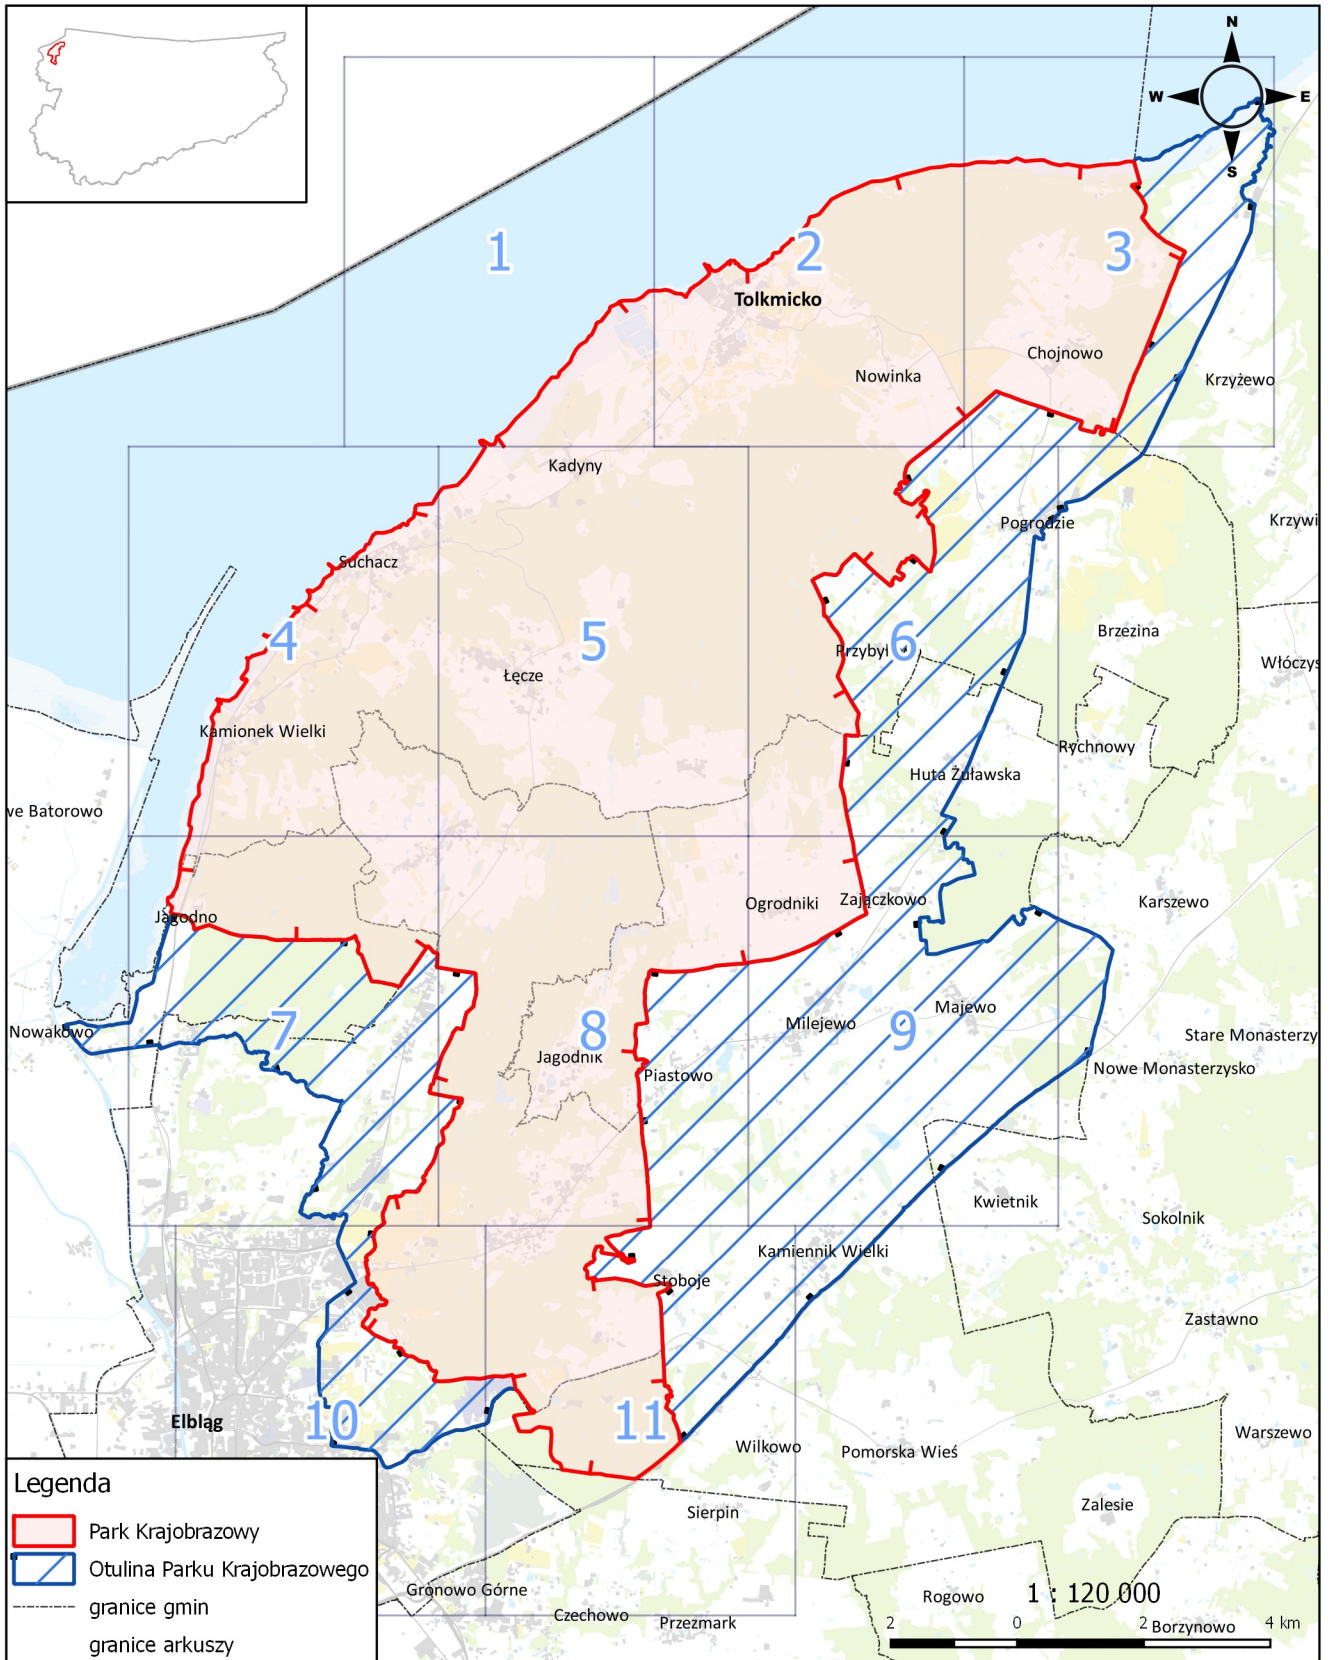 N
W E
S
1
2
3
Tolkmicko
Chojnowo
Nowinka
Krzyżewo
Kadyny
Pogrodzie
Krzywi
Suchacz
4
5
6
Brzezina
Przybył
Włóczys
Łęcze
Kamionek Wielki
Rychnowy
Huta Żuławska
we Batorowo
Ogrodniki
Zajączkowo
Karszewo
Jagodno
Majewo
Nowakowo
7
8
Milejewo
9
Stare Monasterzy
Jagodnik
Piastowo
Nowe Monasterzysko
Kwietnik
Sokolnik
Kamiennik Wielki
Stoboje
Zastawno
Elbląg
10
11
Wilkowo
Pomorska Wieś
Warszewo
Zalesie
Sierpin
Legenda
Park Krajobrazowy
Otulina Parku Krajobrazowego
granice gmin
granice arkuszy
Gronowo Górne
Czechowo
Przezmark
Rogowo
1 : 120 000
2 0 2 4 km
Borzynowo